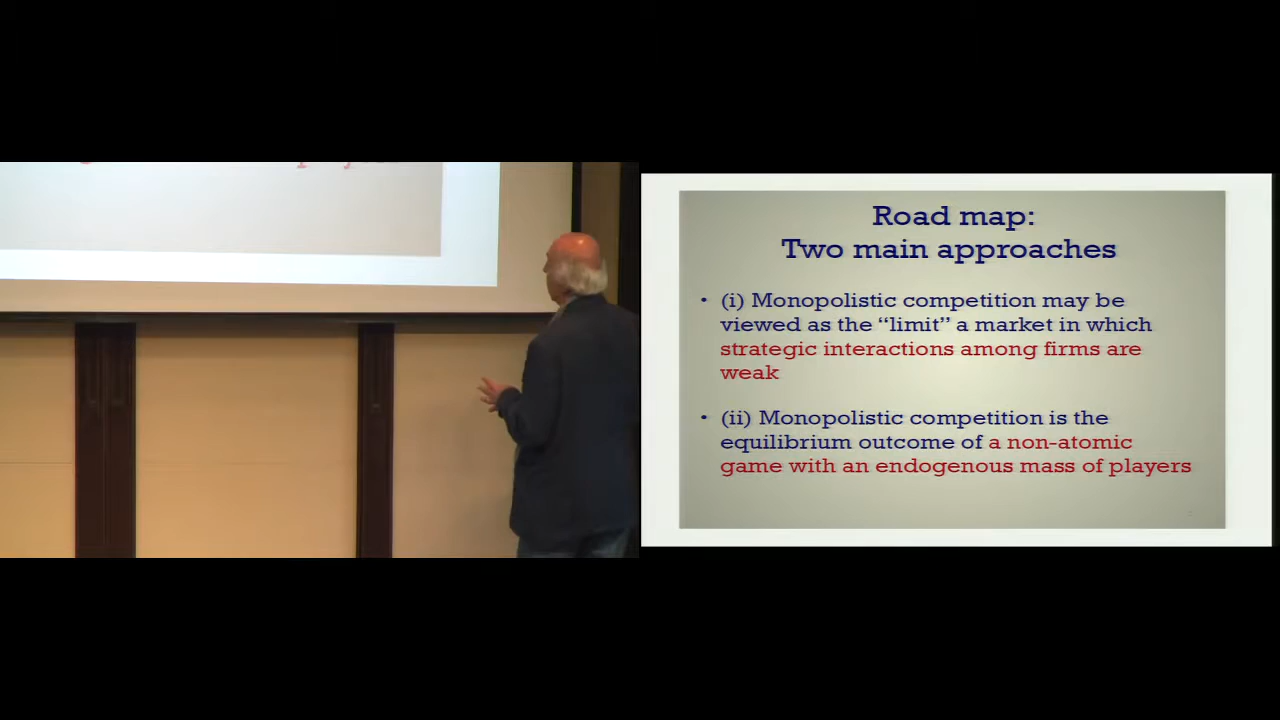 Road map:
Two main approaches
• (i) Monopolistic competition may be
viewed as the “limit” a market in which
strategic interactions among firms are
weak
• (ii) Monopolistic competition is the
equilibrium outcome of a non-atomic
game with an endogenous mass of players